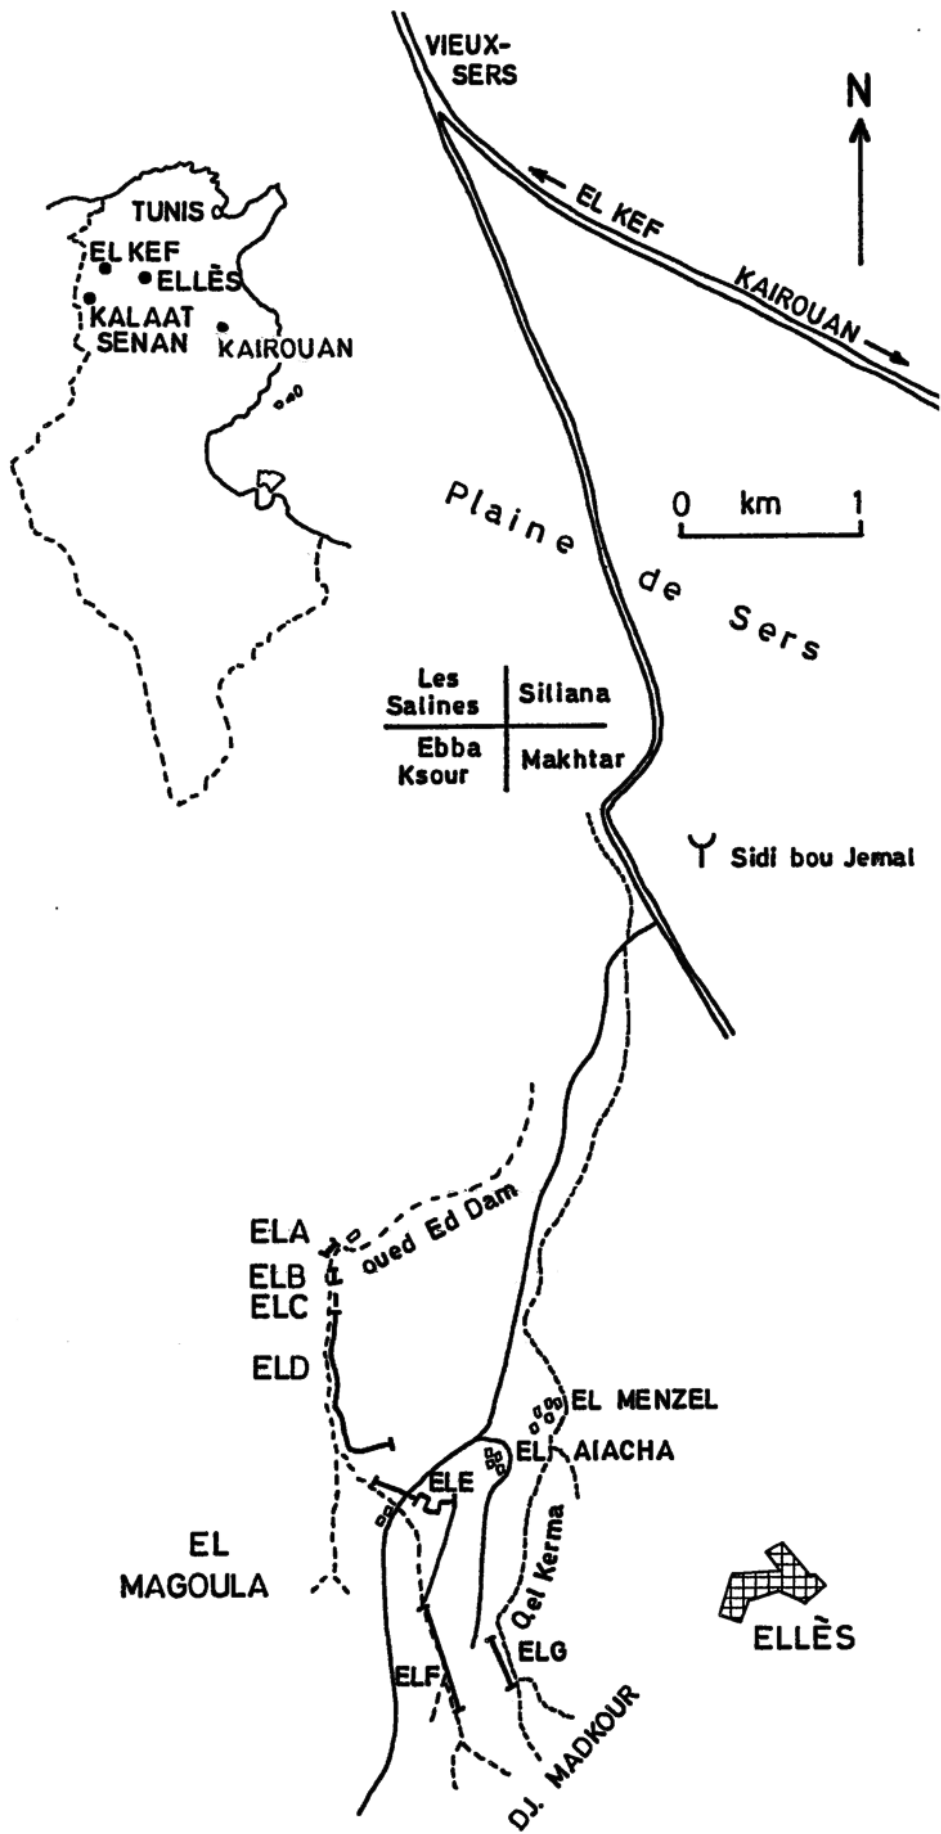 VIEUX-
SERS
N
EL KEF
KAIROUAN
TUNIS
EL KEF
ELLÈS
KALAAT
SENAN
KAIROUAN
0 km 1
Plaine de Sers
Les
Salines
Siliana
Ebba
Ksour
Makhtar
Sidi bou Jemal
oued Ed Dam
ELA
ELB
ELC
ELD
EL MENZEL
EL AIACHA
ELE
EL
MAGOULA
O.el Kerma
ELLÈS
ELG
ELF
DJ. MADKOUR